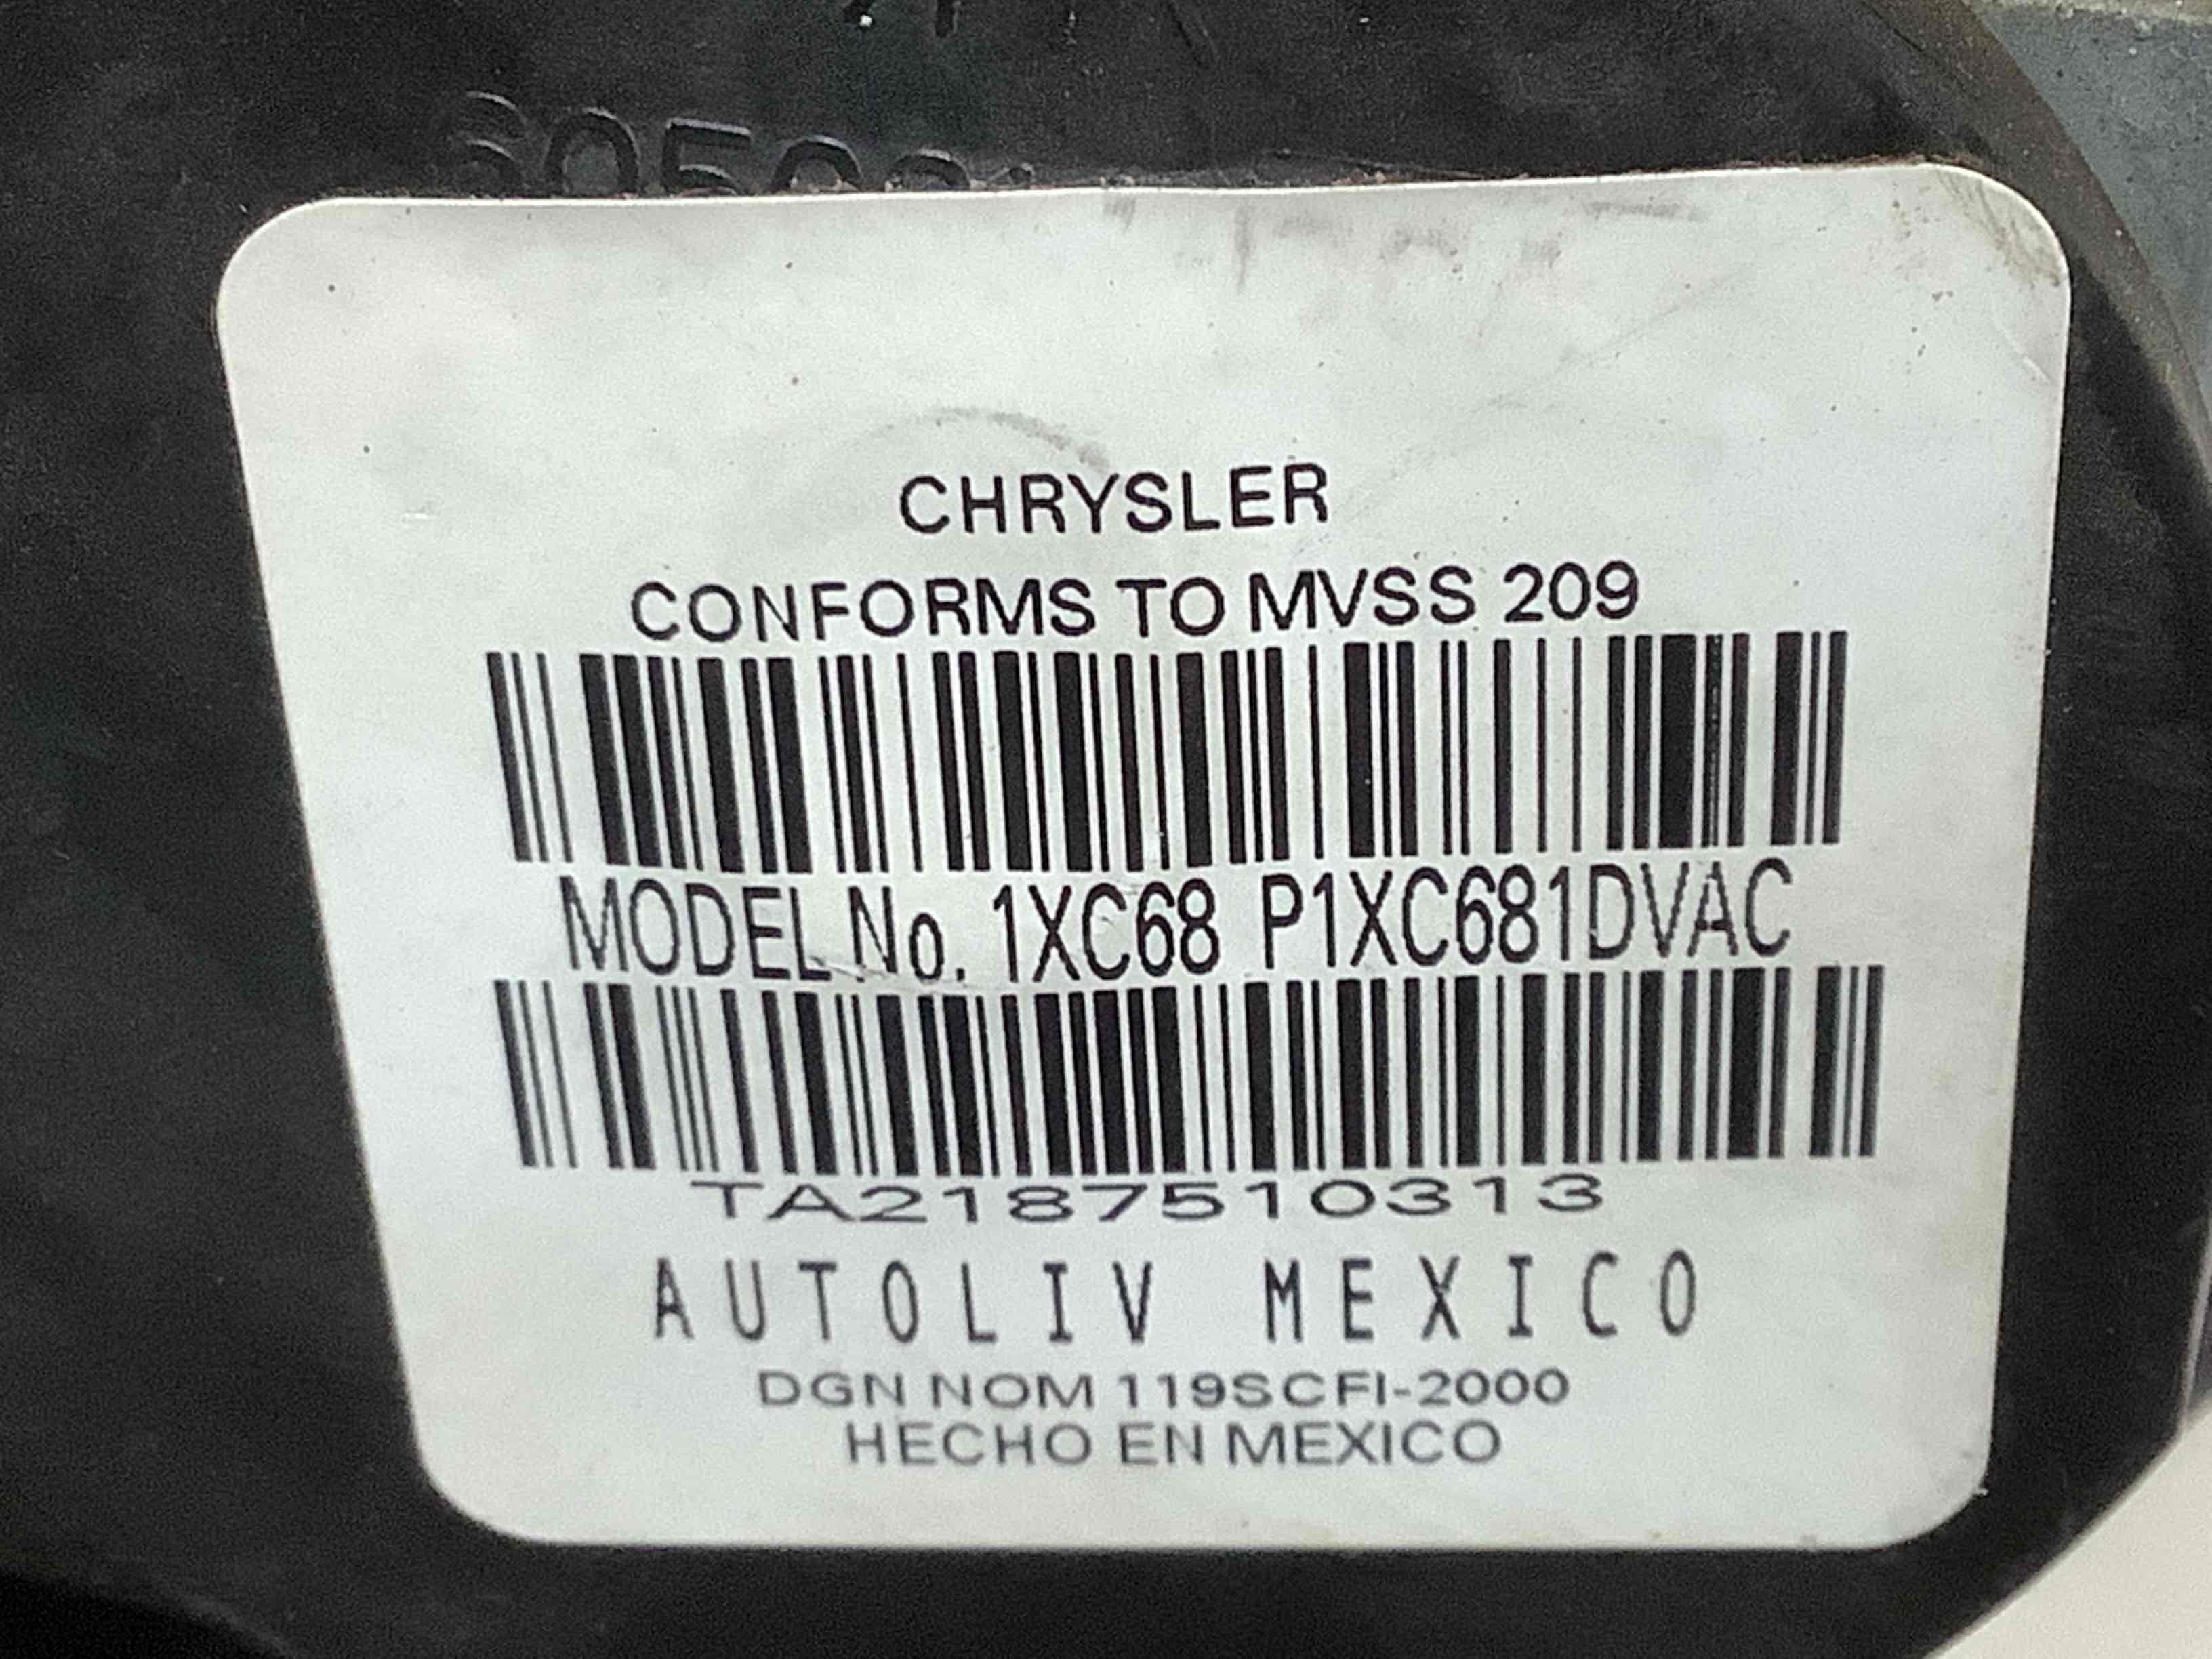 CHRYSLER
CONFORMS TO MVSS 209
MODEL No. 1XC68 P1XC681DVAC
TA2187510313
AUTOLIV MEXICO
DGN NOM 119SCFI-2000
HECHO EN MEXICO